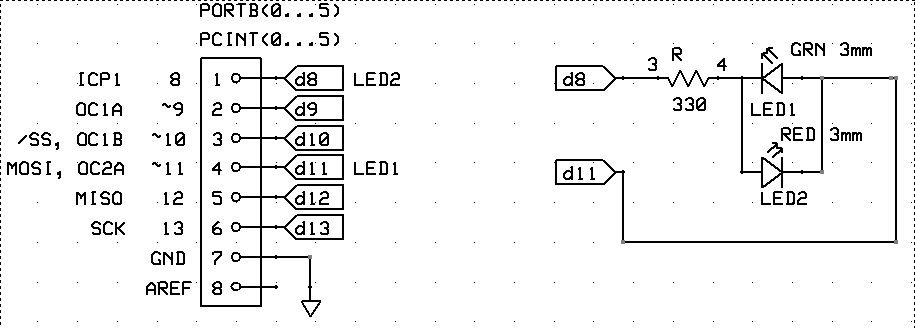 PORTB(0...5)
PCINT(0...5)
ICP1 8 1 d8 LED2
OC1A ~9 2 d9
/SS, OC1B ~10 3 d10
MOSI, OC2A ~11 4 d11 LED1
MISO 12 5 d12
SCK 13 6 d13
GND 7
AREF 8
R GRN 3mm
d8 3 4
330 LED1
RED 3mm
d11
LED2